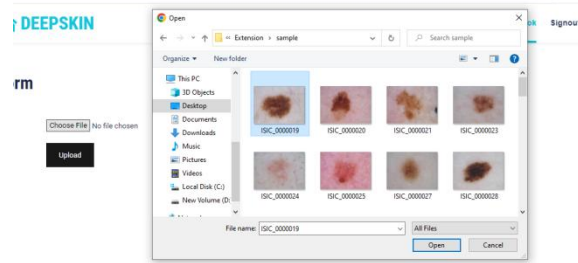 DEEPSKIN
ok Signou
rm
Choose File No file chosen
Upload
Open
« Extension › sample
Search sample
Organize
New folder
This PC
3D Objects
Desktop
Documents
Downloads
Music
Pictures
Videos
Local Disk (C:)
New Volume (D:
ISIC_0000019
ISIC_0000020
ISIC_0000021
ISIC_0000023
ISIC_0000024
ISIC_0000025
ISIC_0000027
ISIC_0000028
File name: ISIC_0000019
All Files
Open
Cancel